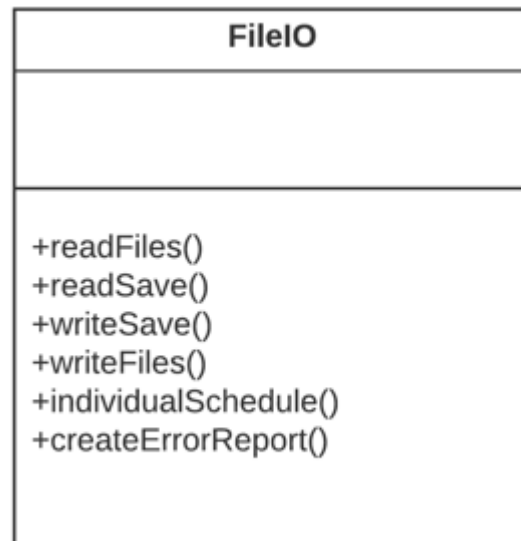 FileIO
+readFiles()
+readSave()
+writeSave()
+writeFiles()
+individualSchedule()
+createErrorReport()